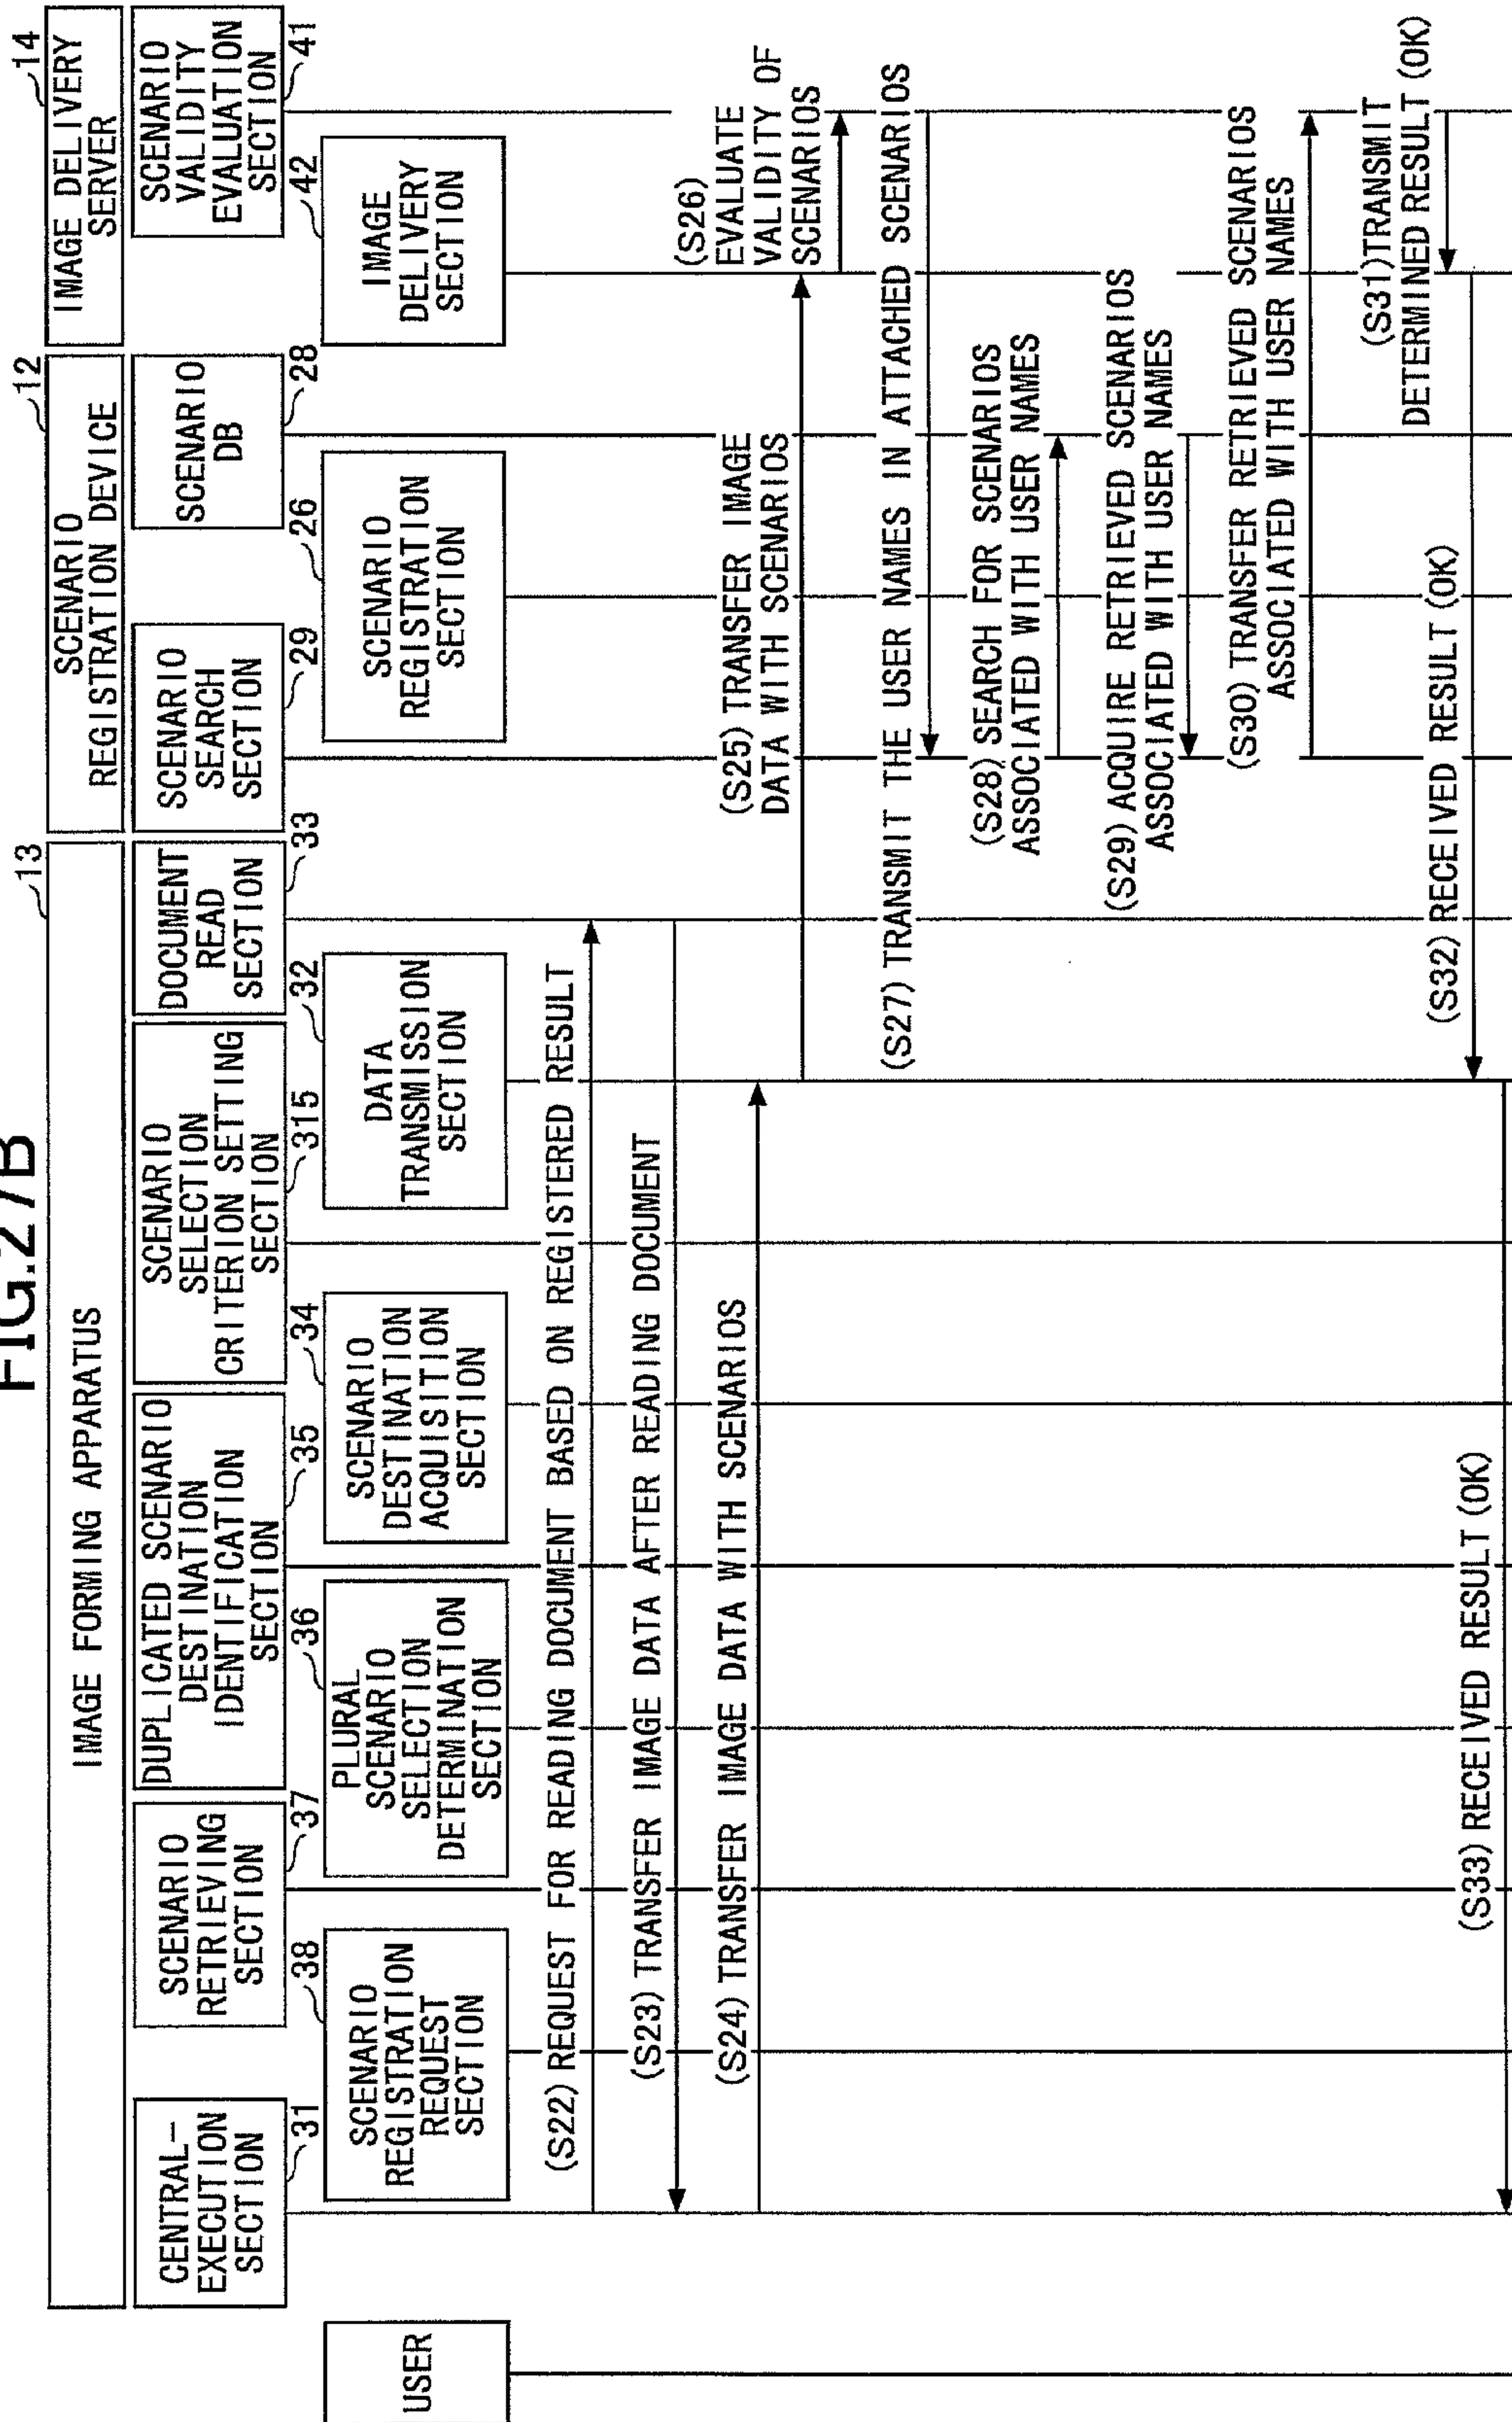 FIG.27B
IMAGE FORMING APPARATUS
13
SCENARIO
REGISTRATION DEVICE
12
IMAGE DELIVERY
SERVER
14
CENTRAL-
EXECUTION
SECTION
31
SCENARIO
RETRIEVING
SECTION
37
DUPLICATED SCENARIO
DESTINATION
IDENTIFICATION
SECTION
35
SCENARIO
SELECTION
CRITERION SETTING
SECTION
315
DOCUMENT
READ
SECTION
33
SCENARIO
SEARCH
SECTION
29
SCENARIO
DB
28
SCENARIO
VALIDITY
EVALUATION
SECTION
41
USER
SCENARIO
REGISTRATION
REQUEST
SECTION
38
PLURAL
SCENARIO
SELECTION
DETERMINATION
SECTION
36
SCENARIO
DESTINATION
ACQUISITION
SECTION
34
DATA
TRANSMISSION
SECTION
32
SCENARIO
REGISTRATION
SECTION
26
IMAGE
DELIVERY
SECTION
42
(S22) REQUEST FOR READING DOCUMENT BASED ON REGISTERED RESULT
(S23) TRANSFER IMAGE DATA AFTER READING DOCUMENT
(S24) TRANSFER IMAGE DATA WITH SCENARIOS
(S25) TRANSFER IMAGE
DATA WITH SCENARIOS
(S26)
EVALUATE
VALIDITY OF
SCENARIOS
(S27) TRANSMIT THE USER NAMES IN ATTACHED SCENARIOS
(S28) SEARCH FOR SCENARIOS
ASSOCIATED WITH USER NAMES
(S29) ACQUIRE RETRIEVED SCENARIOS
ASSOCIATED WITH USER NAMES
(S30) TRANSFER RETRIEVED SCENARIOS
ASSOCIATED WITH USER NAMES
(S31) TRANSMIT
DETERMINED RESULT (OK)
(S32) RECEIVED RESULT (OK)
(S33) RECEIVED RESULT (OK)